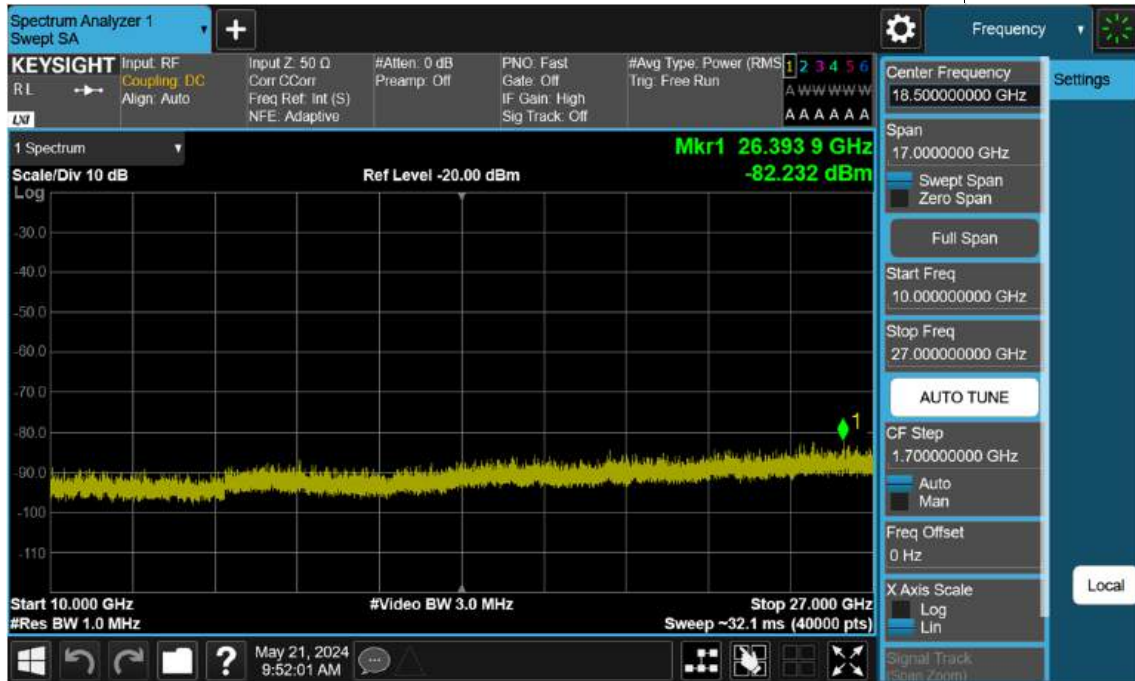 Spectrum Analyzer 1
Swept SA
Frequency
KEYSIGHT
R L
LXI
Input: RF
Coupling: DC
Align: Auto
Input Z: 50 Ω
Corr CCorr
Freq Ref: Int (S)
NFE: Adaptive
#Atten: 0 dB
Preamp: Off
PNO: Fast
Gate: Off
IF Gain: High
Sig Track: Off
#Avg Type: Power (RMS
Trig: Free Run
1 2 3 4 5 6
A W W W W W
A A A A A A
1 Spectrum
Scale/Div 10 dB
Log
Ref Level -20.00 dBm
Mkr1 26.393 9 GHz
-82.232 dBm
-30.0
-40.0
-50.0
-60.0
-70.0
-80.0
-90.0
-100
-110
1
Start 10.000 GHz
#Res BW 1.0 MHz
#Video BW 3.0 MHz
Stop 27.000 GHz
Sweep ~32.1 ms (40000 pts)
May 21, 2024
9:52:01 AM
Center Frequency
18.500000000 GHz
Span
17.0000000 GHz
Swept Span
Zero Span
Full Span
Start Freq
10.000000000 GHz
Stop Freq
27.000000000 GHz
AUTO TUNE
CF Step
1.700000000 GHz
Auto
Man
Freq Offset
0 Hz
X Axis Scale
Log
Lin
Signal Track
(Span Zoom)
Settings
Local